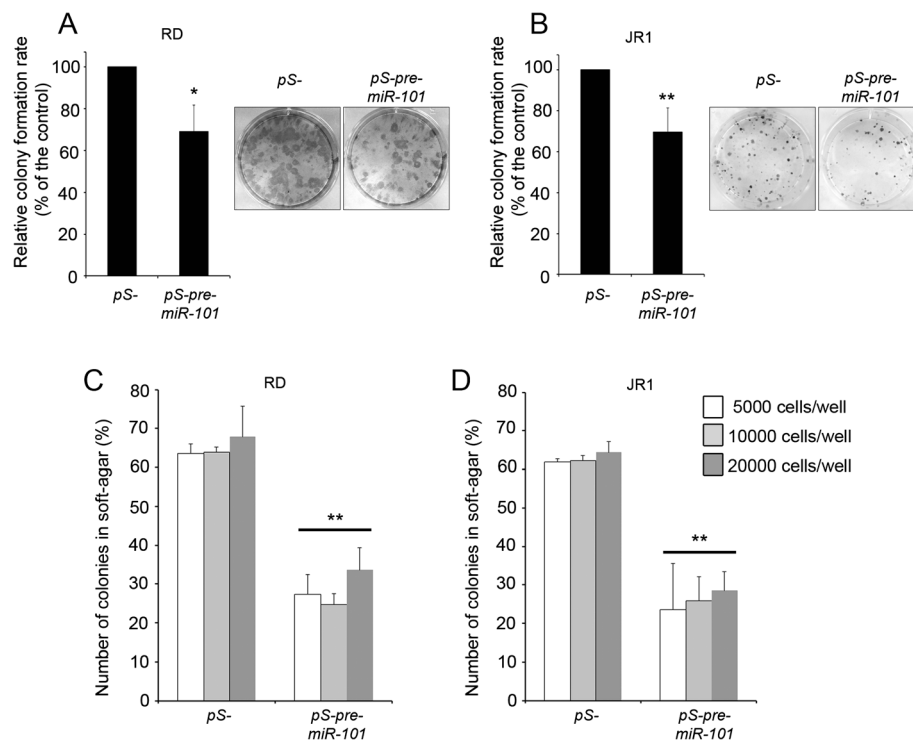 A
RD
Relative colony formation rate
(% of the control)
100
80
60
40
20
0
*
pS-
pS-pre-
miR-101
pS-
pS-pre-
miR-101
B
JR1
Relative colony formation rate
(% of the control)
100
80
60
40
20
0
**
pS-
pS-pre-
miR-101
pS-
pS-pre-
miR-101
C
RD
Number of colonies in soft-agar (%)
80
70
60
50
40
30
20
10
0
**
pS-
pS-pre-
miR-101
D
JR1
Number of colonies in soft-agar (%)
80
70
60
50
40
30
20
10
0
**
pS-
pS-pre-
miR-101
5000 cells/well
10000 cells/well
20000 cells/well